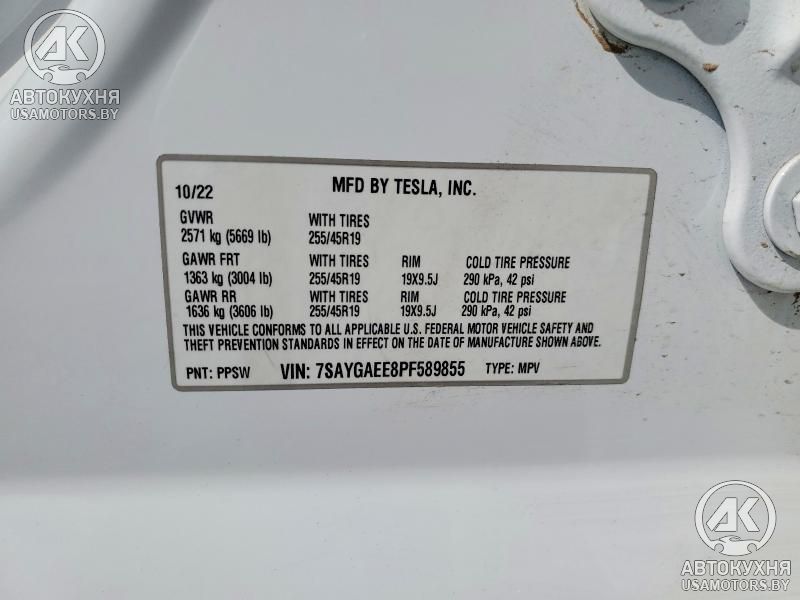 AK
АВТОКУХНЯ
USAMOTORS.BY
10/22 MFD BY TESLA, INC.
GVWR WITH TIRES
2571 kg (5669 lb) 255/45R19
GAWR FRT WITH TIRES RIM COLD TIRE PRESSURE
1363 kg (3004 lb) 255/45R19 19X9.5J 290 kPa, 42 psi
GAWR RR WITH TIRES RIM COLD TIRE PRESSURE
1636 kg (3606 lb) 255/45R19 19X9.5J 290 kPa, 42 psi
THIS VEHICLE CONFORMS TO ALL APPLICABLE U.S. FEDERAL MOTOR VEHICLE SAFETY AND
THEFT PREVENTION STANDARDS IN EFFECT ON THE DATE OF MANUFACTURE SHOWN ABOVE.
PNT: PPSW VIN: 7SAYGAEE8PF589855 TYPE: MPV
AK
АВТОКУХНЯ
USAMOTORS.BY